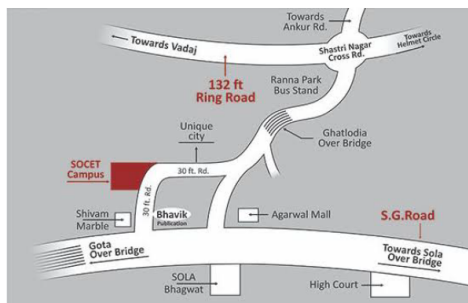 Towards
Ankur Rd.
Towards Vadaj
Shastri Nagar
Cross Rd.
Towards
Helmet Circle
132 ft
Ring Road
Ranna Park
Bus Stand
Unique
city
Ghatlodia
Over Bridge
SOCET
Campus
30 ft. Rd.
30 ft. Rd.
Shivam
Marble
Bhavik
Publication
Agarwal Mall
S.G.Road
Gota
Over Bridge
Towards Sola
Over Bridge
SOLA
Bhagwat
High Court